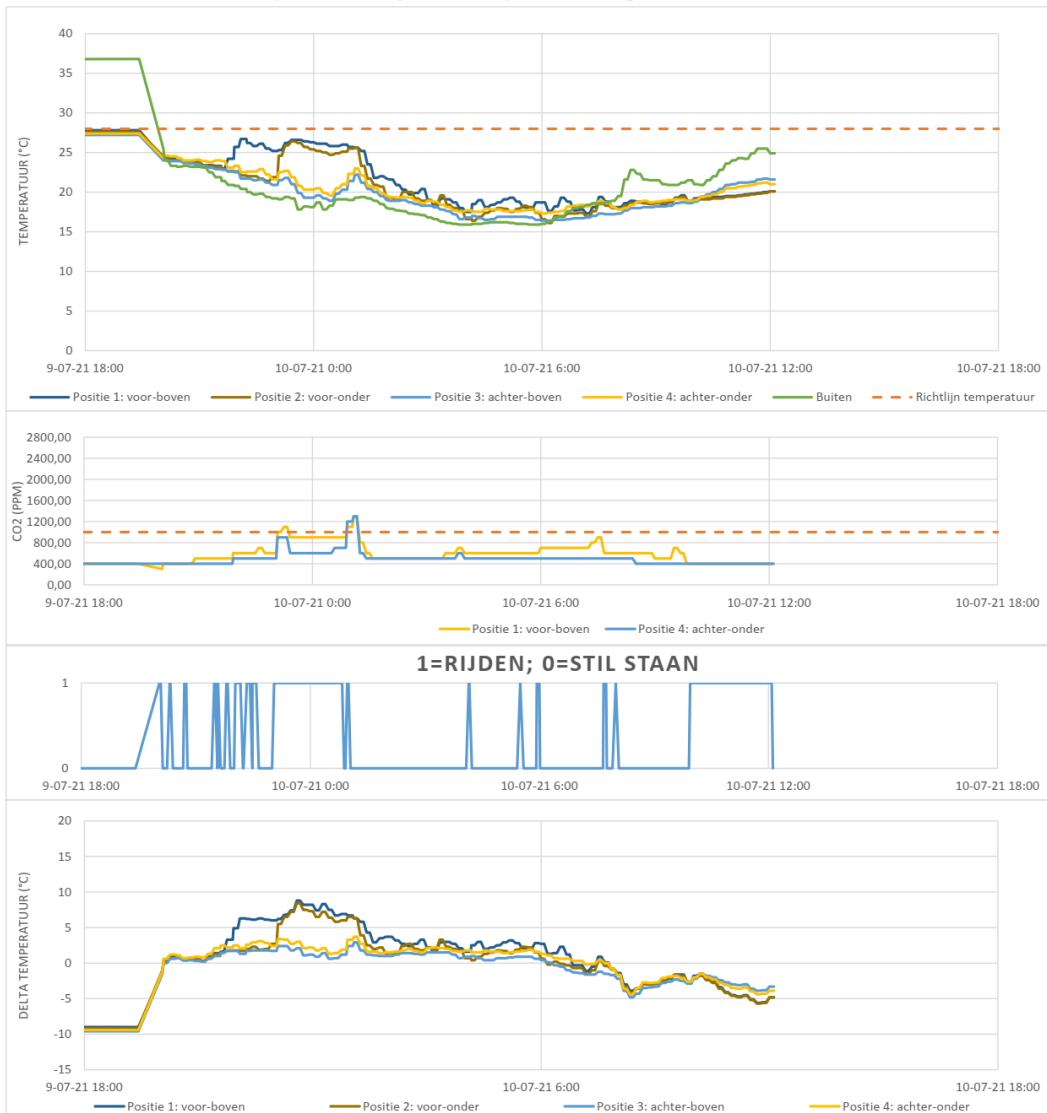 40
35
30
25
20
15
10
5
0
TEMPERATUUR (°C)
9-07-21 18:00 10-07-21 0:00 10-07-21 6:00 10-07-21 12:00 10-07-21 18:00
Positie 1: voor-boven Positie 2: voor-onder Positie 3: achter-boven Positie 4: achter-onder Buiten Richtlijn temperatuur
2800,00
2400,00
2000,00
1600,00
1200,00
800,00
400,00
0,00
CO2 (PPM)
9-07-21 18:00 10-07-21 0:00 10-07-21 6:00 10-07-21 12:00 10-07-21 18:00
Positie 1: voor-boven Positie 4: achter-onder
1=RIJDEN; 0=STIL STAAN
1
0
9-07-21 18:00 10-07-21 0:00 10-07-21 6:00 10-07-21 12:00 10-07-21 18:00
20
15
10
5
0
-5
-10
-15
DELTA TEMPERATUUR (°C)
9-07-21 18:00 10-07-21 6:00 10-07-21 18:00
Positie 1: voor-boven Positie 2: voor-onder Positie 3: achter-boven Positie 4: achter-onder